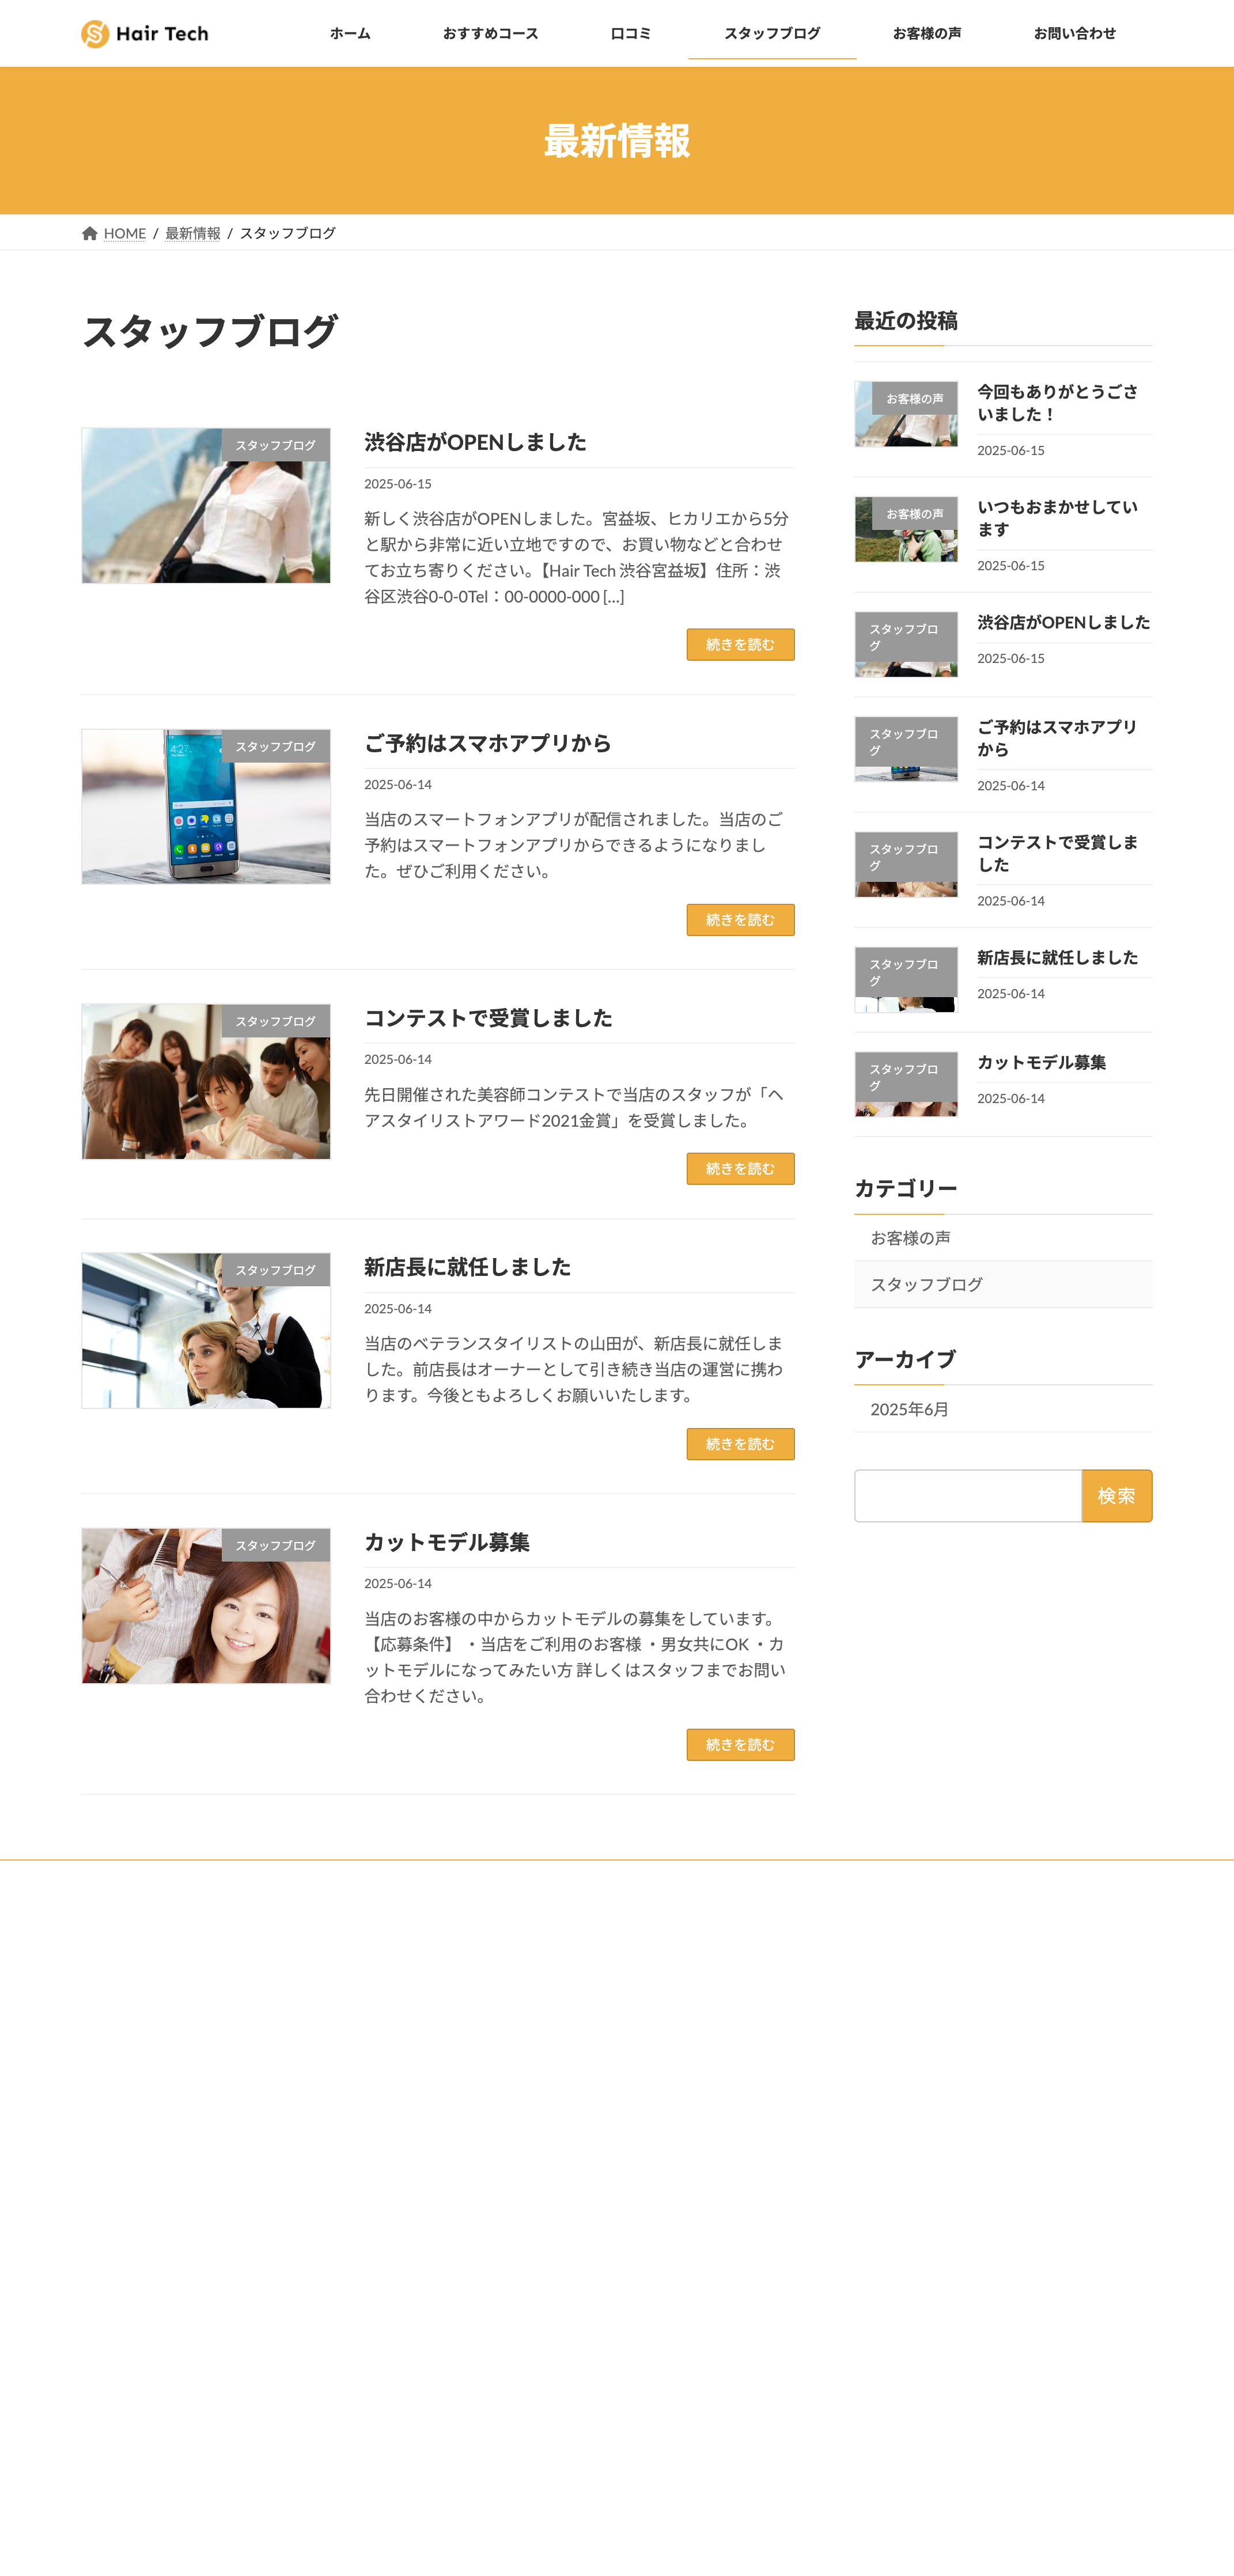 Hair Tech
ホーム
おすすめコース
口コミ
スタッフブログ
お客様の声
お問い合わせ
最新情報
HOME / 最新情報 / スタッフブログ
スタッフブログ
スタッフブログ
渋谷店がOPENしました
2025-06-15
新しく渋谷店がOPENしました。宮益坂、ヒカリエから5分
と駅から非常に近い立地ですので、お買い物などと合わせ
てお立ち寄りください。【Hair Tech 渋谷宮益坂】住所：渋
谷区渋谷0-0-0Tel：00-0000-000 [...]
続きを読む
スタッフブログ
4:27
ご予約はスマホアプリから
2025-06-14
当店のスマートフォンアプリが配信されました。当店のご
予約はスマートフォンアプリからできるようになりまし
た。ぜひご利用ください。
続きを読む
スタッフブログ
コンテストで受賞しました
2025-06-14
先日開催された美容師コンテストで当店のスタッフが「ヘ
アスタイリストアワード2021金賞」を受賞しました。
続きを読む
スタッフブログ
新店長に就任しました
2025-06-14
当店のベテランスタイリストの山田が、新店長に就任しま
した。前店長はオーナーとして引き続き当店の運営に携わ
ります。今後ともよろしくお願いいたします。
続きを読む
スタッフブログ
カットモデル募集
2025-06-14
当店のお客様の中からカットモデルの募集をしています。
【応募条件】 ・当店をご利用のお客様 ・男女共にOK ・カ
ットモデルになってみたい方 詳しくはスタッフまでお問い
合わせください。
続きを読む
最近の投稿
お客様の声
今回もありがとうござ
いました！
2025-06-15
お客様の声
いつもおまかせしてい
ます
2025-06-15
スタッフブロ
グ
渋谷店がOPENしました
2025-06-15
スタッフブロ
グ
ご予約はスマホアプリ
から
2025-06-14
スタッフブロ
グ
コンテストで受賞しま
した
2025-06-14
スタッフブロ
グ
新店長に就任しました
2025-06-14
スタッフブロ
グ
カットモデル募集
2025-06-14
カテゴリー
お客様の声
スタッフブログ
アーカイブ
2025年6月
検索